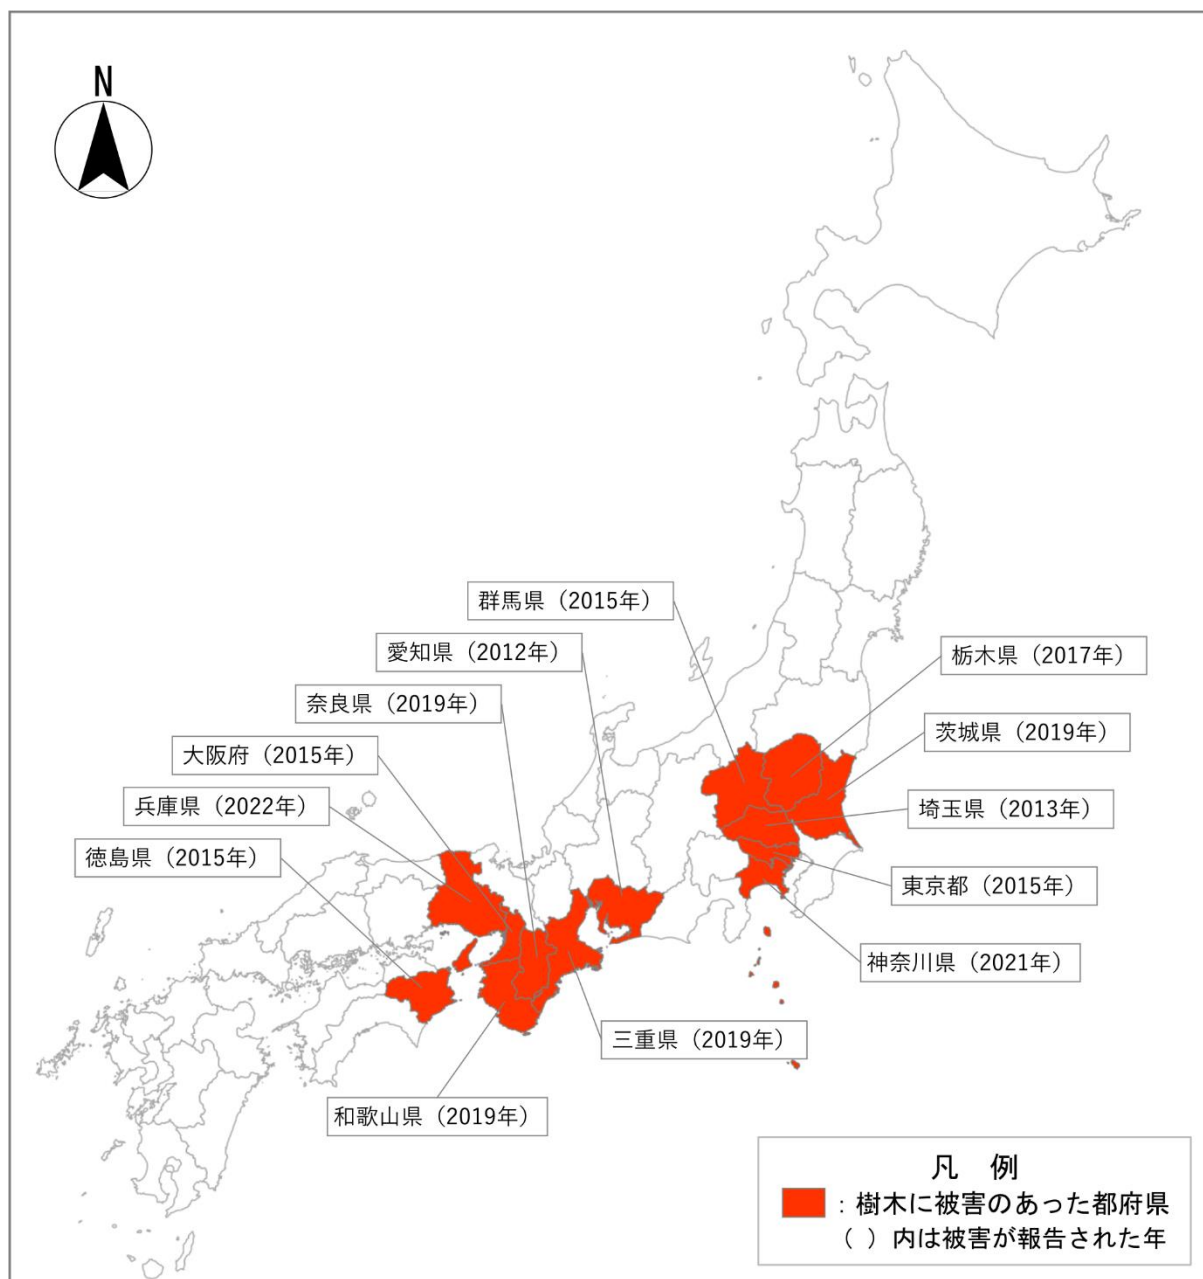 N
群馬県（2015年）
愛知県（2012年）
栃木県（2017年）
奈良県（2019年）
茨城県（2019年）
大阪府（2015年）
兵庫県（2022年）
埼玉県（2013年）
徳島県（2015年）
東京都（2015年）
神奈川県（2021年）
三重県（2019年）
和歌山県（2019年）
凡　例
：樹木に被害のあった都府県
（ ）内は被害が報告された年